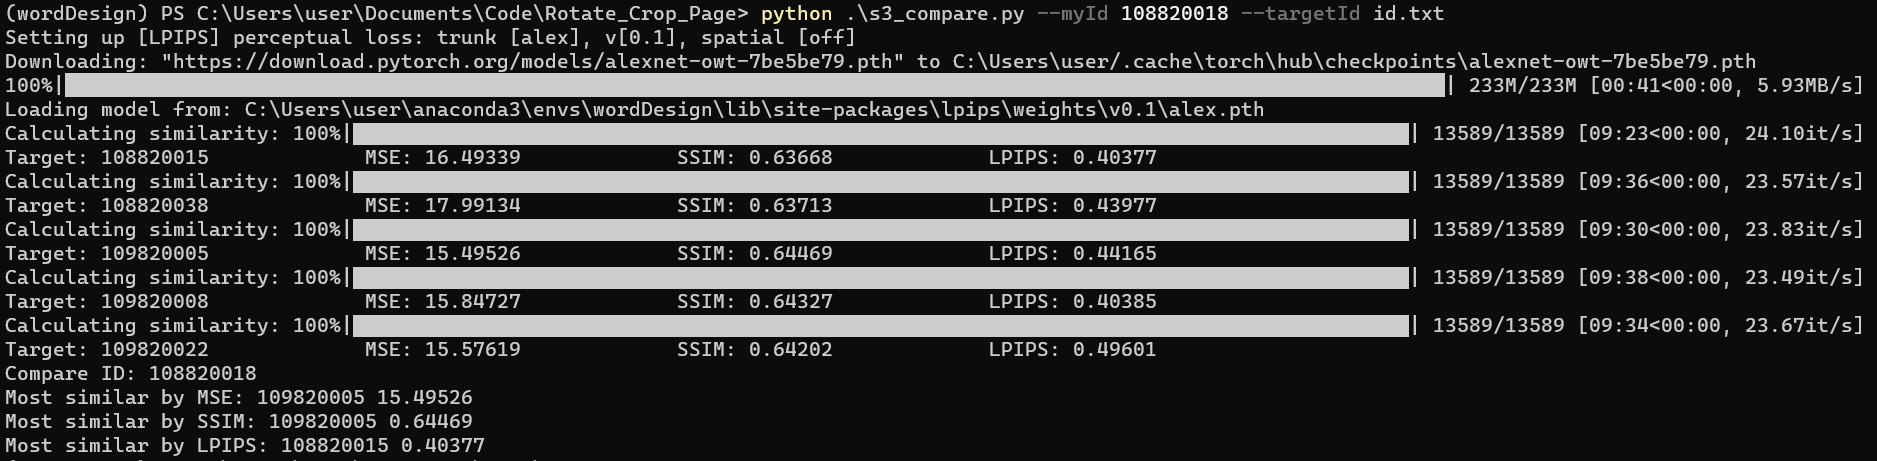 (wordDesign) PS C:\Users\user\Documents\Code\Rotate_Crop_Page> python .\s3_compare.py --myId 108820018 --targetId id.txt
Setting up [LPIPS] perceptual loss: trunk [alex], v[0.1], spatial [off]
Downloading: "https://download.pytorch.org/models/alexnet-owt-7be5be79.pth" to C:\Users\user/.cache\torch\hub\checkpoints\alexnet-owt-7be5be79.pth
100%| | 233M/233M [00:41<00:00, 5.93MB/s]
Loading model from: C:\Users\user\anaconda3\envs\wordDesign\lib\site-packages\lpips\weights\v0.1\alex.pth
Calculating similarity: 100%| | 13589/13589 [09:23<00:00, 24.10it/s]
Target: 108820015 MSE: 16.49339 SSIM: 0.63668 LPIPS: 0.40377
Calculating similarity: 100%| | 13589/13589 [09:36<00:00, 23.57it/s]
Target: 108820038 MSE: 17.99134 SSIM: 0.63713 LPIPS: 0.43977
Calculating similarity: 100%| | 13589/13589 [09:30<00:00, 23.83it/s]
Target: 109820005 MSE: 15.49526 SSIM: 0.64469 LPIPS: 0.44165
Calculating similarity: 100%| | 13589/13589 [09:38<00:00, 23.49it/s]
Target: 109820008 MSE: 15.84727 SSIM: 0.64327 LPIPS: 0.40385
Calculating similarity: 100%| | 13589/13589 [09:34<00:00, 23.67it/s]
Target: 109820022 MSE: 15.57619 SSIM: 0.64202 LPIPS: 0.49601
Compare ID: 108820018
Most similar by MSE: 109820005 15.49526
Most similar by SSIM: 109820005 0.64469
Most similar by LPIPS: 108820015 0.40377